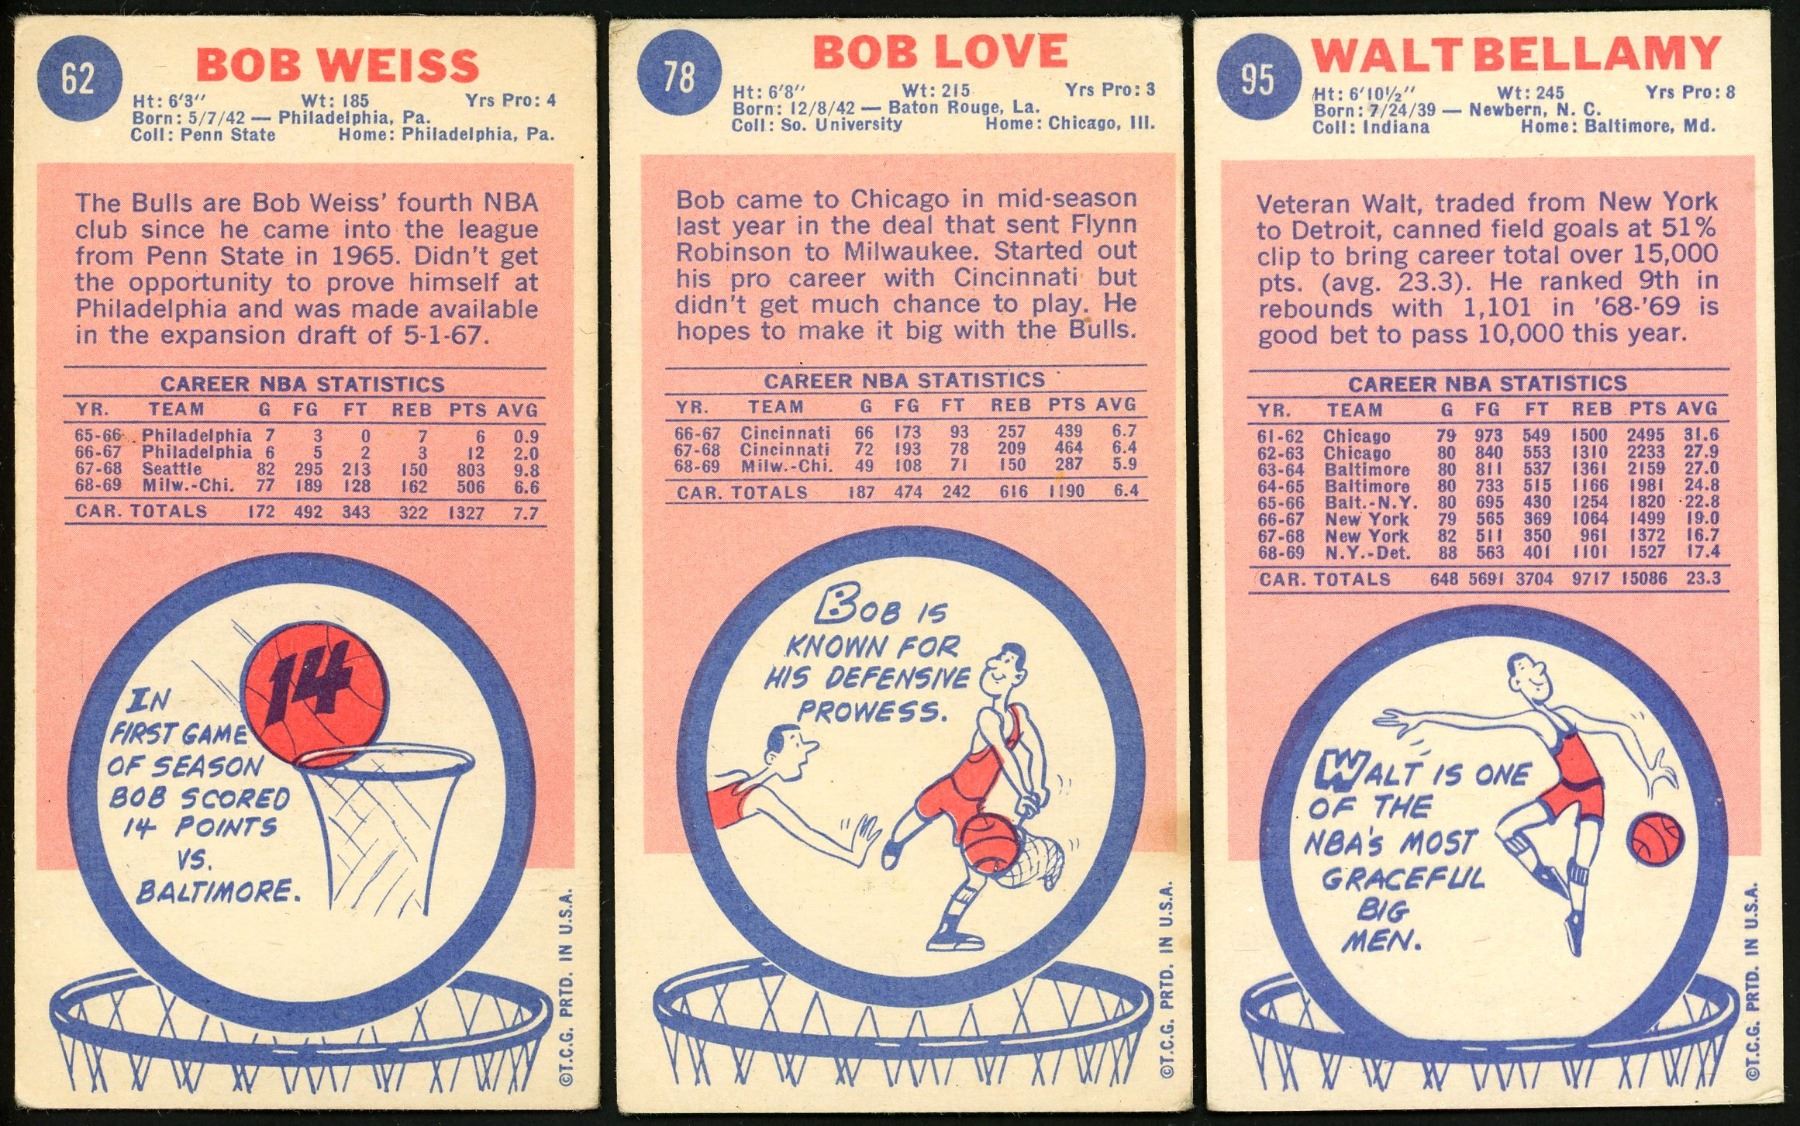 62
BOB WEISS
Ht: 6'3" Wt: 185 Yrs Pro: 4
Born: 5/7/42 — Philadelphia, Pa.
Coll: Penn State Home: Philadelphia, Pa.
The Bulls are Bob Weiss' fourth NBA
club since he came into the league
from Penn State in 1965. Didn't get
the opportunity to prove himself at
Philadelphia and was made available
in the expansion draft of 5-1-67.
CAREER NBA STATISTICS
YR. TEAM G FG FT REB PTS AVG
65-66 Philadelphia 7 3 0 7 6 0.9
66-67 Philadelphia 6 5 2 3 12 2.0
67-68 Seattle 82 295 213 150 803 9.8
68-69 Milw.-Chi. 77 189 128 162 506 6.6
CAR. TOTALS 172 492 343 322 1327 7.7
14
IN
FIRST GAME
OF SEASON
BOB SCORED
14 POINTS
VS.
BALTIMORE.
©T.C.G. PRTD. IN U.S.A.
78
BOB LOVE
Ht: 6'8" Wt: 215 Yrs Pro: 3
Born: 12/8/42 — Baton Rouge, La.
Coll: So. University Home: Chicago, Ill.
Bob came to Chicago in mid-season
last year in the deal that sent Flynn
Robinson to Milwaukee. Started out
his pro career with Cincinnati but
didn't get much chance to play. He
hopes to make it big with the Bulls.
CAREER NBA STATISTICS
YR. TEAM G FG FT REB PTS AVG
66-67 Cincinnati 66 173 93 257 439 6.7
67-68 Cincinnati 72 193 78 209 464 6.4
68-69 Milw.-Chi. 49 108 71 150 287 5.9
CAR. TOTALS 187 474 242 616 1190 6.4
BOB IS
KNOWN FOR
HIS DEFENSIVE
PROWESS.
©T.C.G. PRTD. IN U.S.A.
95
WALT BELLAMY
Ht: 6'10½" Wt: 245 Yrs Pro: 8
Born: 7/24/39 — Newbern, N. C.
Coll: Indiana Home: Baltimore, Md.
Veteran Walt, traded from New York
to Detroit, canned field goals at 51%
clip to bring career total over 15,000
pts. (avg. 23.3). He ranked 9th in
rebounds with 1,101 in '68-'69 is
good bet to pass 10,000 this year.
CAREER NBA STATISTICS
YR. TEAM G FG FT REB PTS AVG
61-62 Chicago 79 973 549 1500 2495 31.6
62-63 Chicago 80 840 553 1310 2233 27.9
63-64 Baltimore 80 811 537 1361 2159 27.0
64-65 Baltimore 80 733 515 1166 1981 24.8
65-66 Balt.-N.Y. 80 695 430 1254 1820 22.8
66-67 New York 79 565 369 1064 1499 19.0
67-68 New York 82 511 350 961 1372 16.7
68-69 N.Y.-Det. 88 563 401 1101 1527 17.4
CAR. TOTALS 648 5691 3704 9717 15086 23.3
WALT IS ONE
OF THE
NBA'S MOST
GRACEFUL
BIG
MEN.
©T.C.G. PRTD. IN U.S.A.